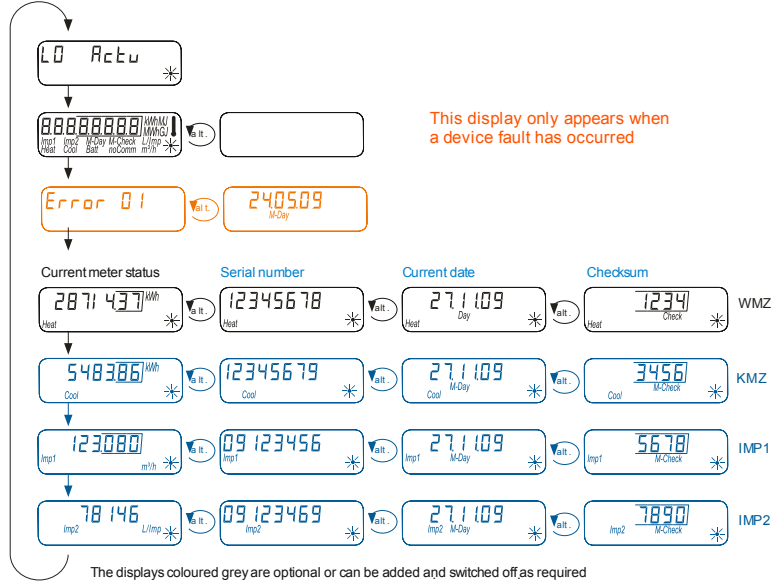 L0 Actu
8.8.8.8.8.8.8.8 kWhMJ
MWhGJ
Imp1 Imp2 M-Day M-Check L/Imp
Heat Cool Batt noComm m³/h
alt.
This display only appears when
a device fault has occurred
Error 01
alt.
24.05.09
M-Day
Current meter status Serial number Current date Checksum
28714.37 kWh alt. 12345678 alt. 27.11.09 alt. 1234 WMZ
Heat Heat Heat Day Heat Check
5483.86 kWh alt. 12345679 alt. 27.11.09 alt. 3456 KMZ
Cool Cool Cool M-Day Cool M-Check
123.080 alt. 09123456 alt. 27.11.09 alt. 5678 IMP1
Imp1 m³/h Imp1 Imp1 M-Day Imp1 M-Check
78146 alt. 09123469 alt. 27.11.09 alt. 7890 IMP2
Imp2 L/Imp Imp2 Imp2 M-Day Imp2 M-Check
The displays coloured grey are optional or can be added and switched off as required